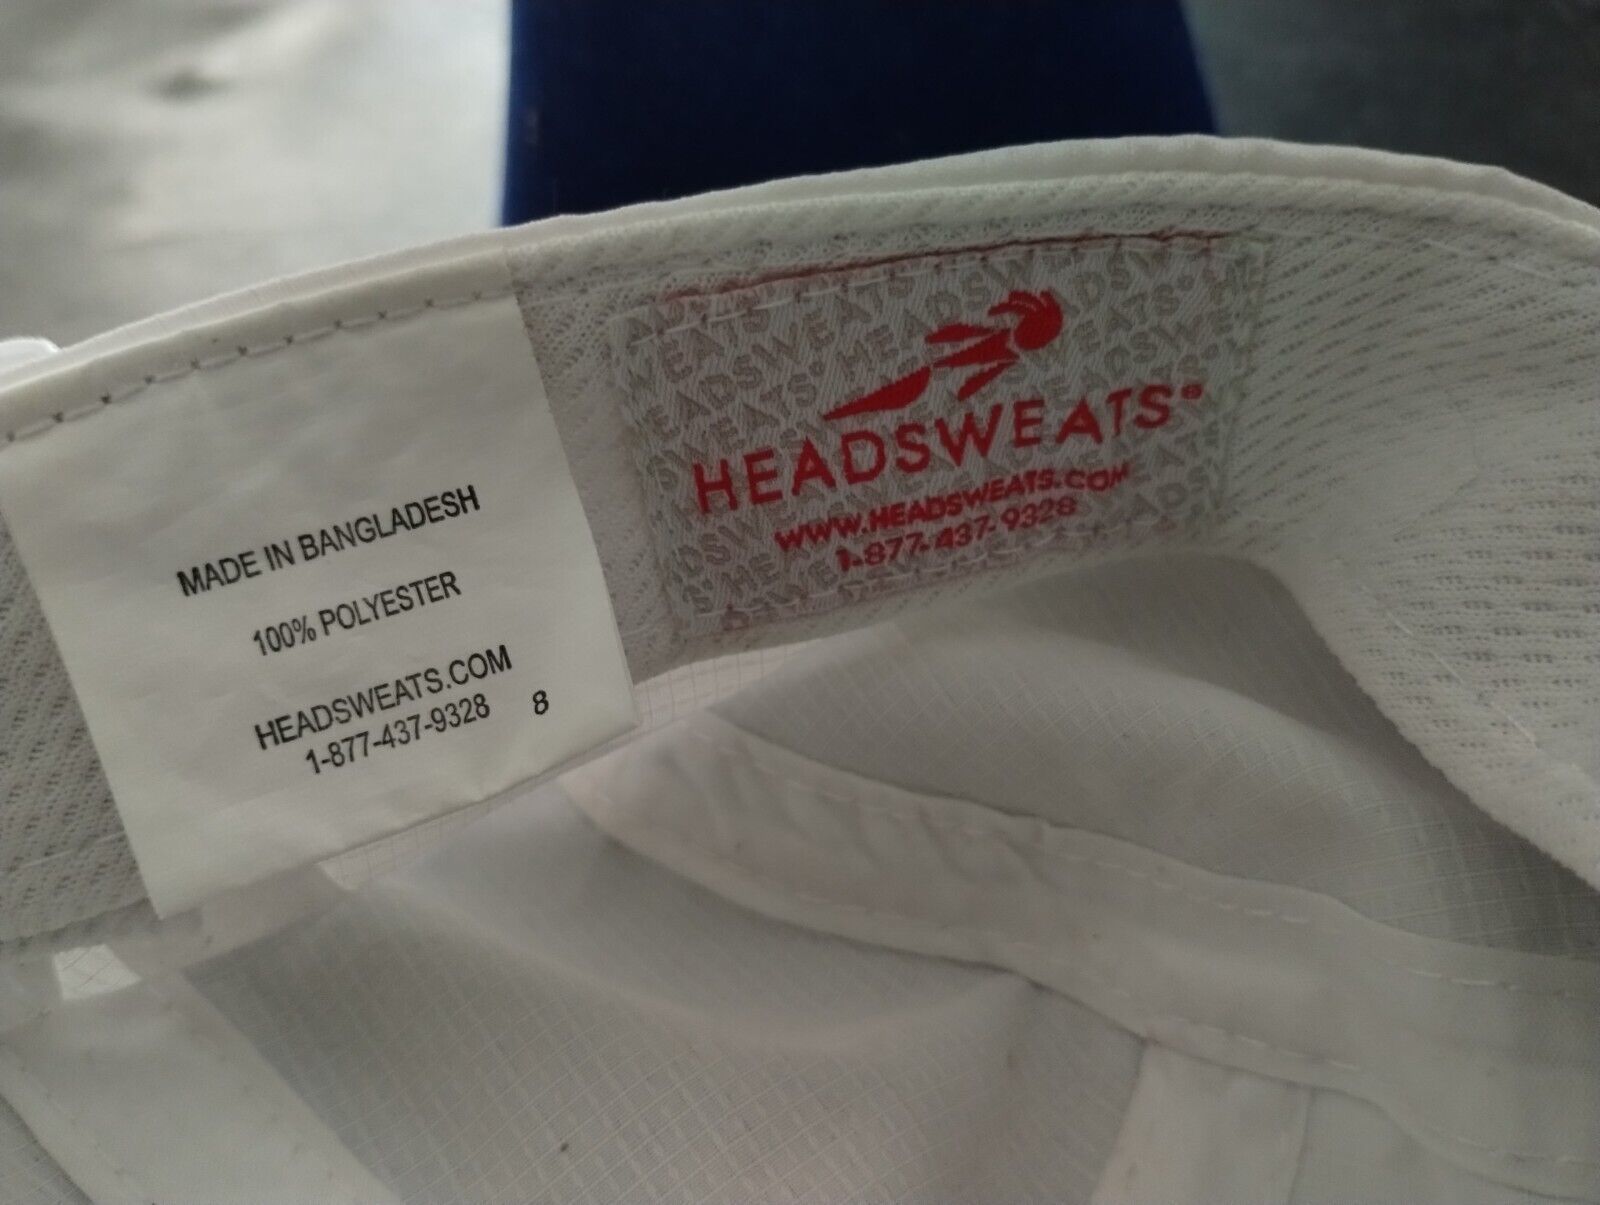 MADE IN BANGLADESH
100% POLYESTER
HEADSWEATS.COM
1-877-437-9328 8
HEADSWEATS®
WWW.HEADSWEATS.COM
1-877-437-9328